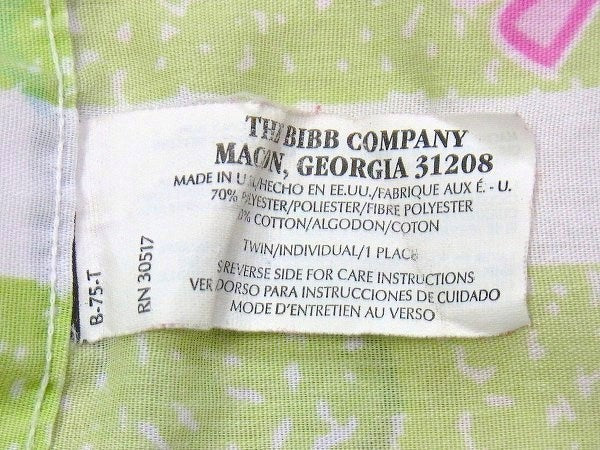 THE BIBB COMPANY
MACON, GEORGIA 31208
MADE IN U.S./HECHO EN EE.UU./FABRIQUE AUX É. - U.
70% POLYESTER/POLIESTER/FIBRE POLYESTER
COTTON/ALGODON/COTON
TWIN/INDIVIDUAL/1 PLACE
REVERSE SIDE FOR CARE INSTRUCTIONS
VER DORSO PARA INSTRUCCIONES DE CUIDADO
MODE D'ENTRETIEN AU VERSO
B-75-T
RN 30517